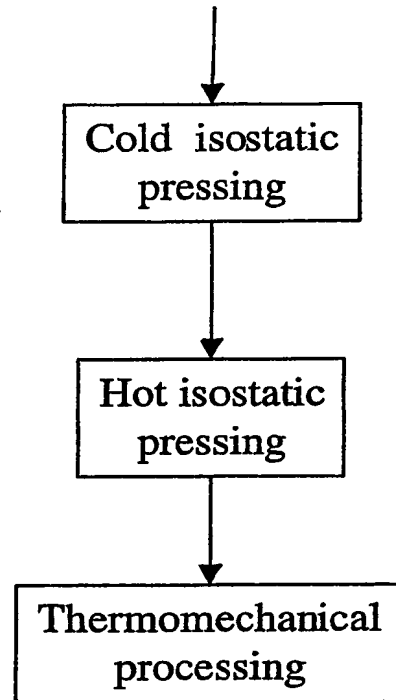 Cold isostatic
pressing
Hot isostatic
pressing
Thermomechanical
processing